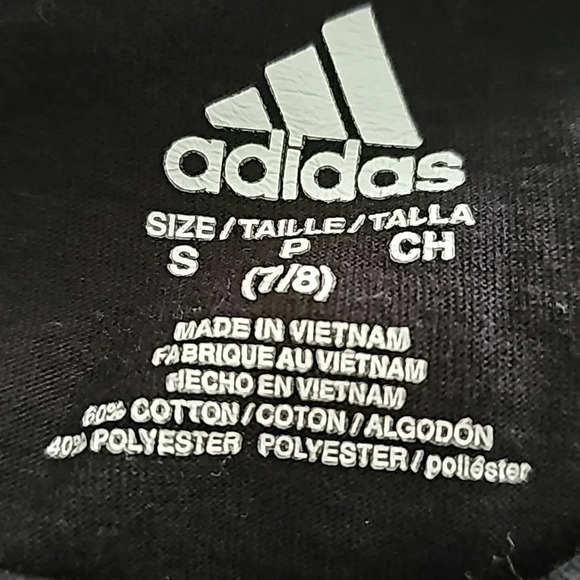 adidas
SIZE/TAILLE/TALLA
S P CH
(7/8)
MADE IN VIETNAM
FABRIQUE AU VIÊTNAM
HECHO EN VIETNAM
60% COTTON/COTON/ALGODÓN
40% POLYESTER POLYESTER/poliéster